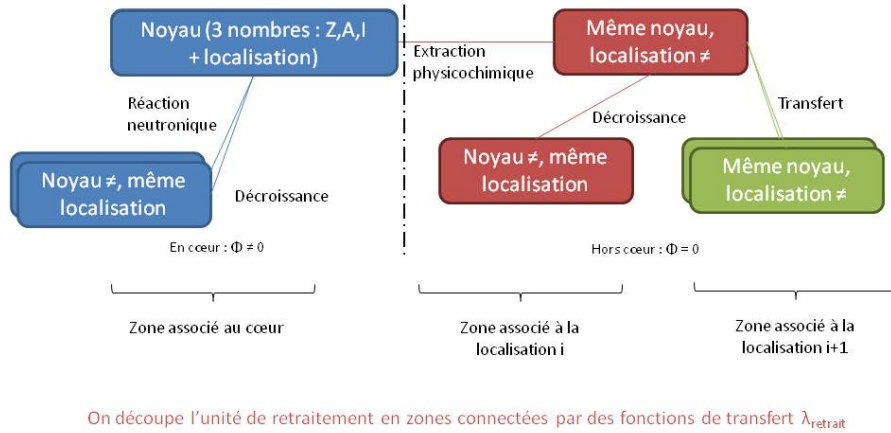 Noyau (3 nombres : Z,A,I
+ localisation)
Extraction
physicochimique
Même noyau,
localisation ≠
Réaction
neutronique
Décroissance
Transfert
Noyau ≠, même
localisation
Décroissance
Noyau ≠, même
localisation
Même noyau,
localisation ≠
En cœur : Φ ≠ 0
Hors cœur : Φ = 0
Zone associé au cœur
Zone associé à la
localisation i
Zone associé à la
localisation i+1
On découpe l'unité de retraitement en zones connectées par des fonctions de transfert λretrait